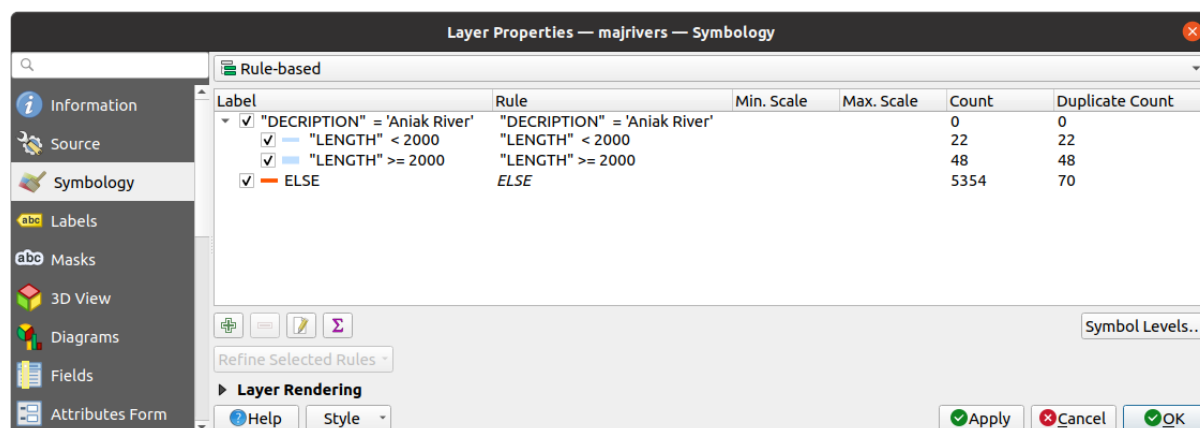 Layer Properties — majrivers — Symbology
Rule-based
Information
Source
Symbology
Labels
Masks
3D View
Diagrams
Fields
Attributes Form
Label Rule Min. Scale Max. Scale Count Duplicate Count
"DECRIPTION" = 'Aniak River' "DECRIPTION" = 'Aniak River' 0 0
"LENGTH" < 2000 "LENGTH" < 2000 22 22
"LENGTH" >= 2000 "LENGTH" >= 2000 48 48
ELSE ELSE 5354 70
Symbol Levels...
Refine Selected Rules
Layer Rendering
Help Style Apply Cancel OK